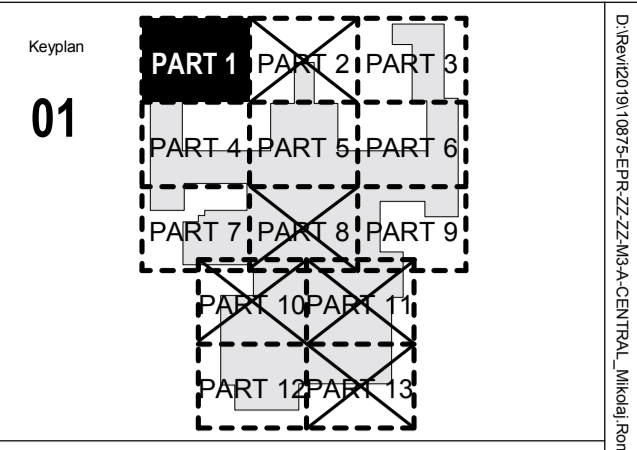 Keyplan
01
PART 1 PART 2 PART 3
PART 4 PART 5 PART 6
PART 7 PART 8 PART 9
PART 10 PART 11
PART 12 PART 13
D:\Revit2019\10875-EPR-ZZ-ZZ-M3-A-CENTRAL_Mikolaj.Ron